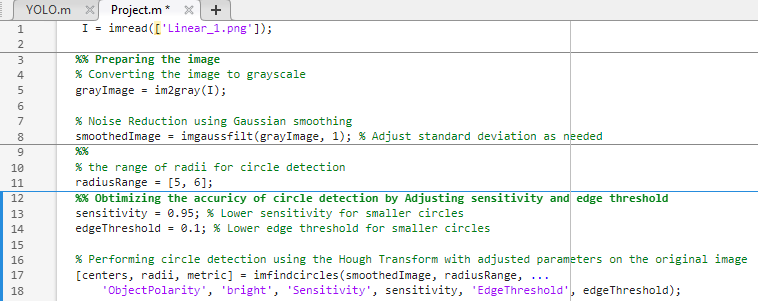 YOLO.m × Project.m * × +
1 I = imread(['Linear_1.png']);
2
3 %% Preparing the image
4 % Converting the image to grayscale
5 grayImage = im2gray(I);
6
7 % Noise Reduction using Gaussian smoothing
8 smoothedImage = imgaussfilt(grayImage, 1); % Adjust standard deviation as needed
9 %%
10 % the range of radii for circle detection
11 radiusRange = [5, 6];
12 %% Obtimizing the accuricy of circle detection by Adjusting sensitivity and edge threshold
13 sensitivity = 0.95; % Lower sensitivity for smaller circles
14 edgeThreshold = 0.1; % Lower edge threshold for smaller circles
15
16 % Performing circle detection using the Hough Transform with adjusted parameters on the original image
17 [centers, radii, metric] = imfindcircles(smoothedImage, radiusRange, ...
18 'ObjectPolarity', 'bright', 'Sensitivity', sensitivity, 'EdgeThreshold', edgeThreshold);